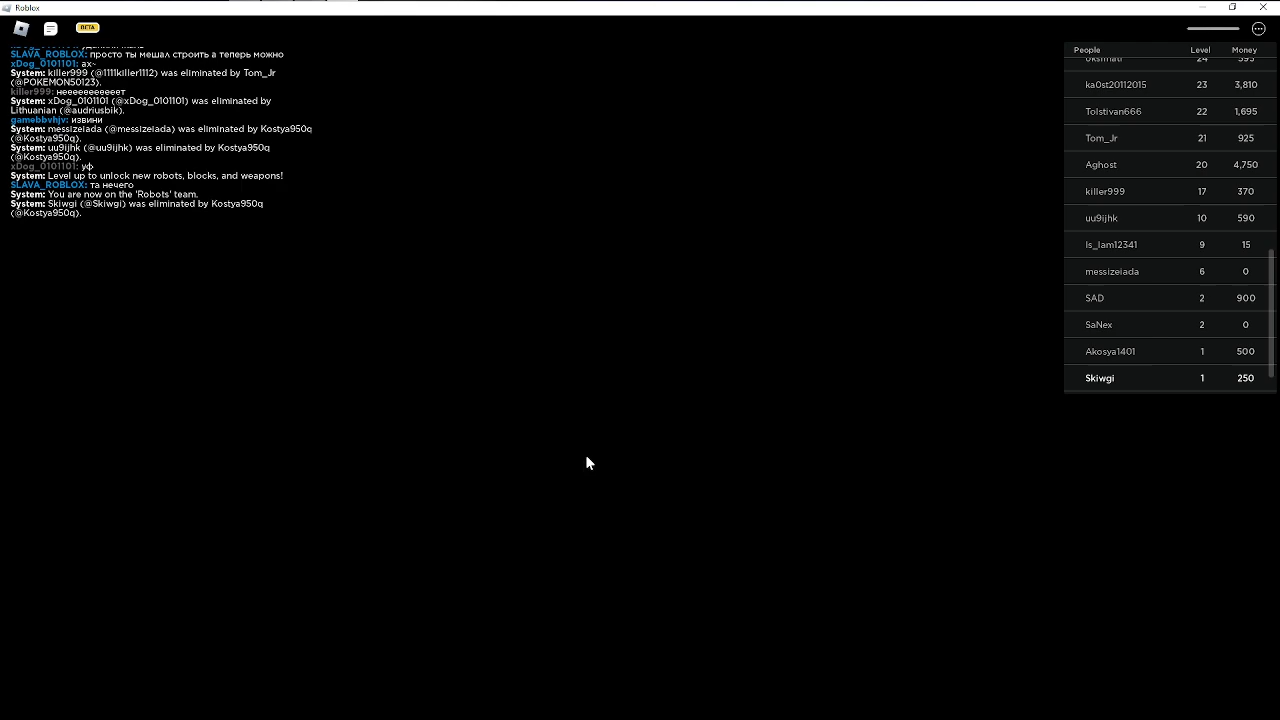 Roblox
BETA
SLAVA_ROBLOX: просто ты мешал строить а теперь можно
xDog_0101101: ах~
System: killer999 (@1111killer1112) was eliminated by Tom_Jr
(@POKEMON50123).
killer999: нееееееееееет
System: xDog_0101101 (@xDog_0101101) was eliminated by
Lithuanian (@audriusbik).
gamebbvhjv: извини
System: messizeiada (@messizeiada) was eliminated by Kostya950q
(@Kostya950q).
System: uu9ijhk (@uu9ijhk) was eliminated by Kostya950q
(@Kostya950q).
xDog_0101101: уф
System: Level up to unlock new robots, blocks, and weapons!
SLAVA_ROBLOX: та нечего
System: You are now on the 'Robots' team.
System: Skiwgi (@Skiwgi) was eliminated by Kostya950q
(@Kostya950q).
People Level Money
ka0st20112015 23 3,810
Tolstivan666 22 1,695
Tom_Jr 21 925
Aghost 20 4,750
killer999 17 370
uu9ijhk 10 590
Is_lam12341 9 15
messizeiada 6 0
SAD 2 900
SaNex 2 0
Akosya1401 1 500
Skiwgi 1 250